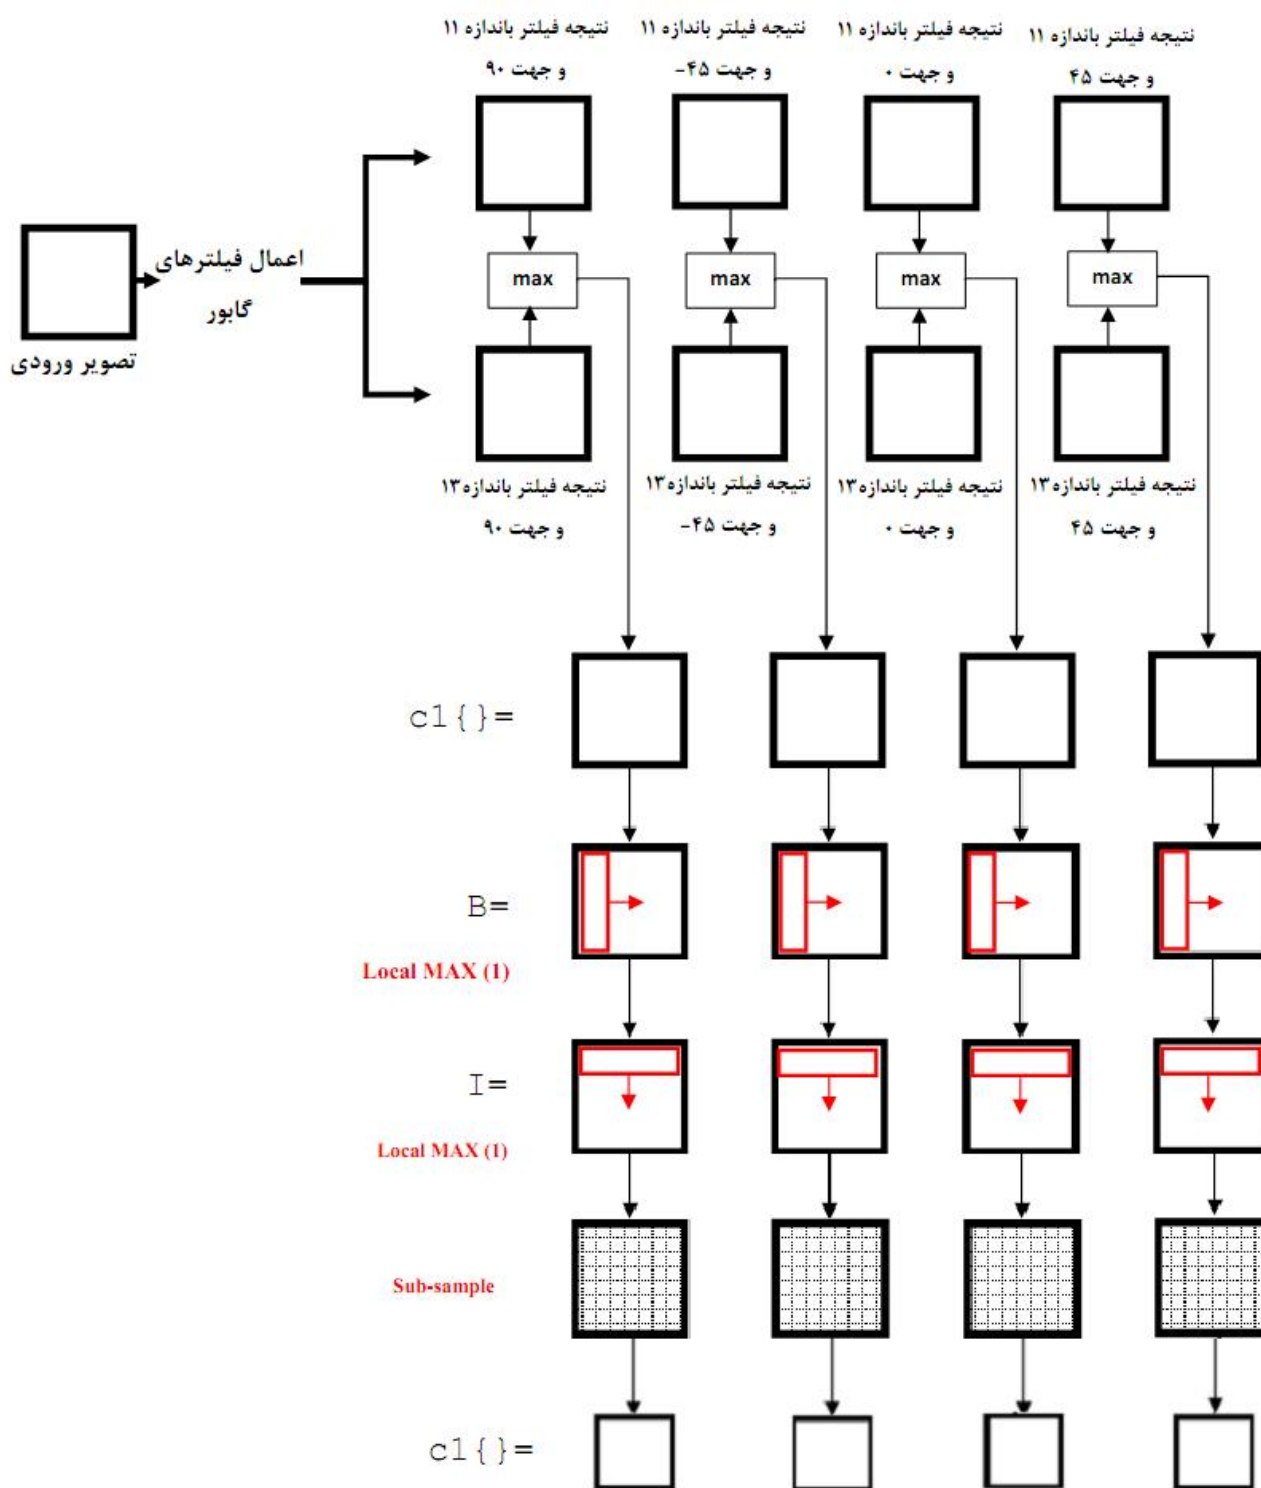 نتیجه فیلتر باندازه ۱۱
و جهت ۹۰
نتیجه فیلتر باندازه ۱۱
و جهت ۴۵-
نتیجه فیلتر باندازه ۱۱
و جهت ۰
نتیجه فیلتر باندازه ۱۱
و جهت ۴۵
max
max
max
max
اعمال فیلترهای
گابور
تصویر ورودی
نتیجه فیلتر باندازه۱۳
و جهت ۹۰
نتیجه فیلتر باندازه۱۳
و جهت ۴۵-
نتیجه فیلتر باندازه۱۳
و جهت ۰
نتیجه فیلتر باندازه۱۳
و جهت ۴۵
c1{}=
B=
Local MAX (1)
I=
Local MAX (1)
Sub-sample
c1{}=